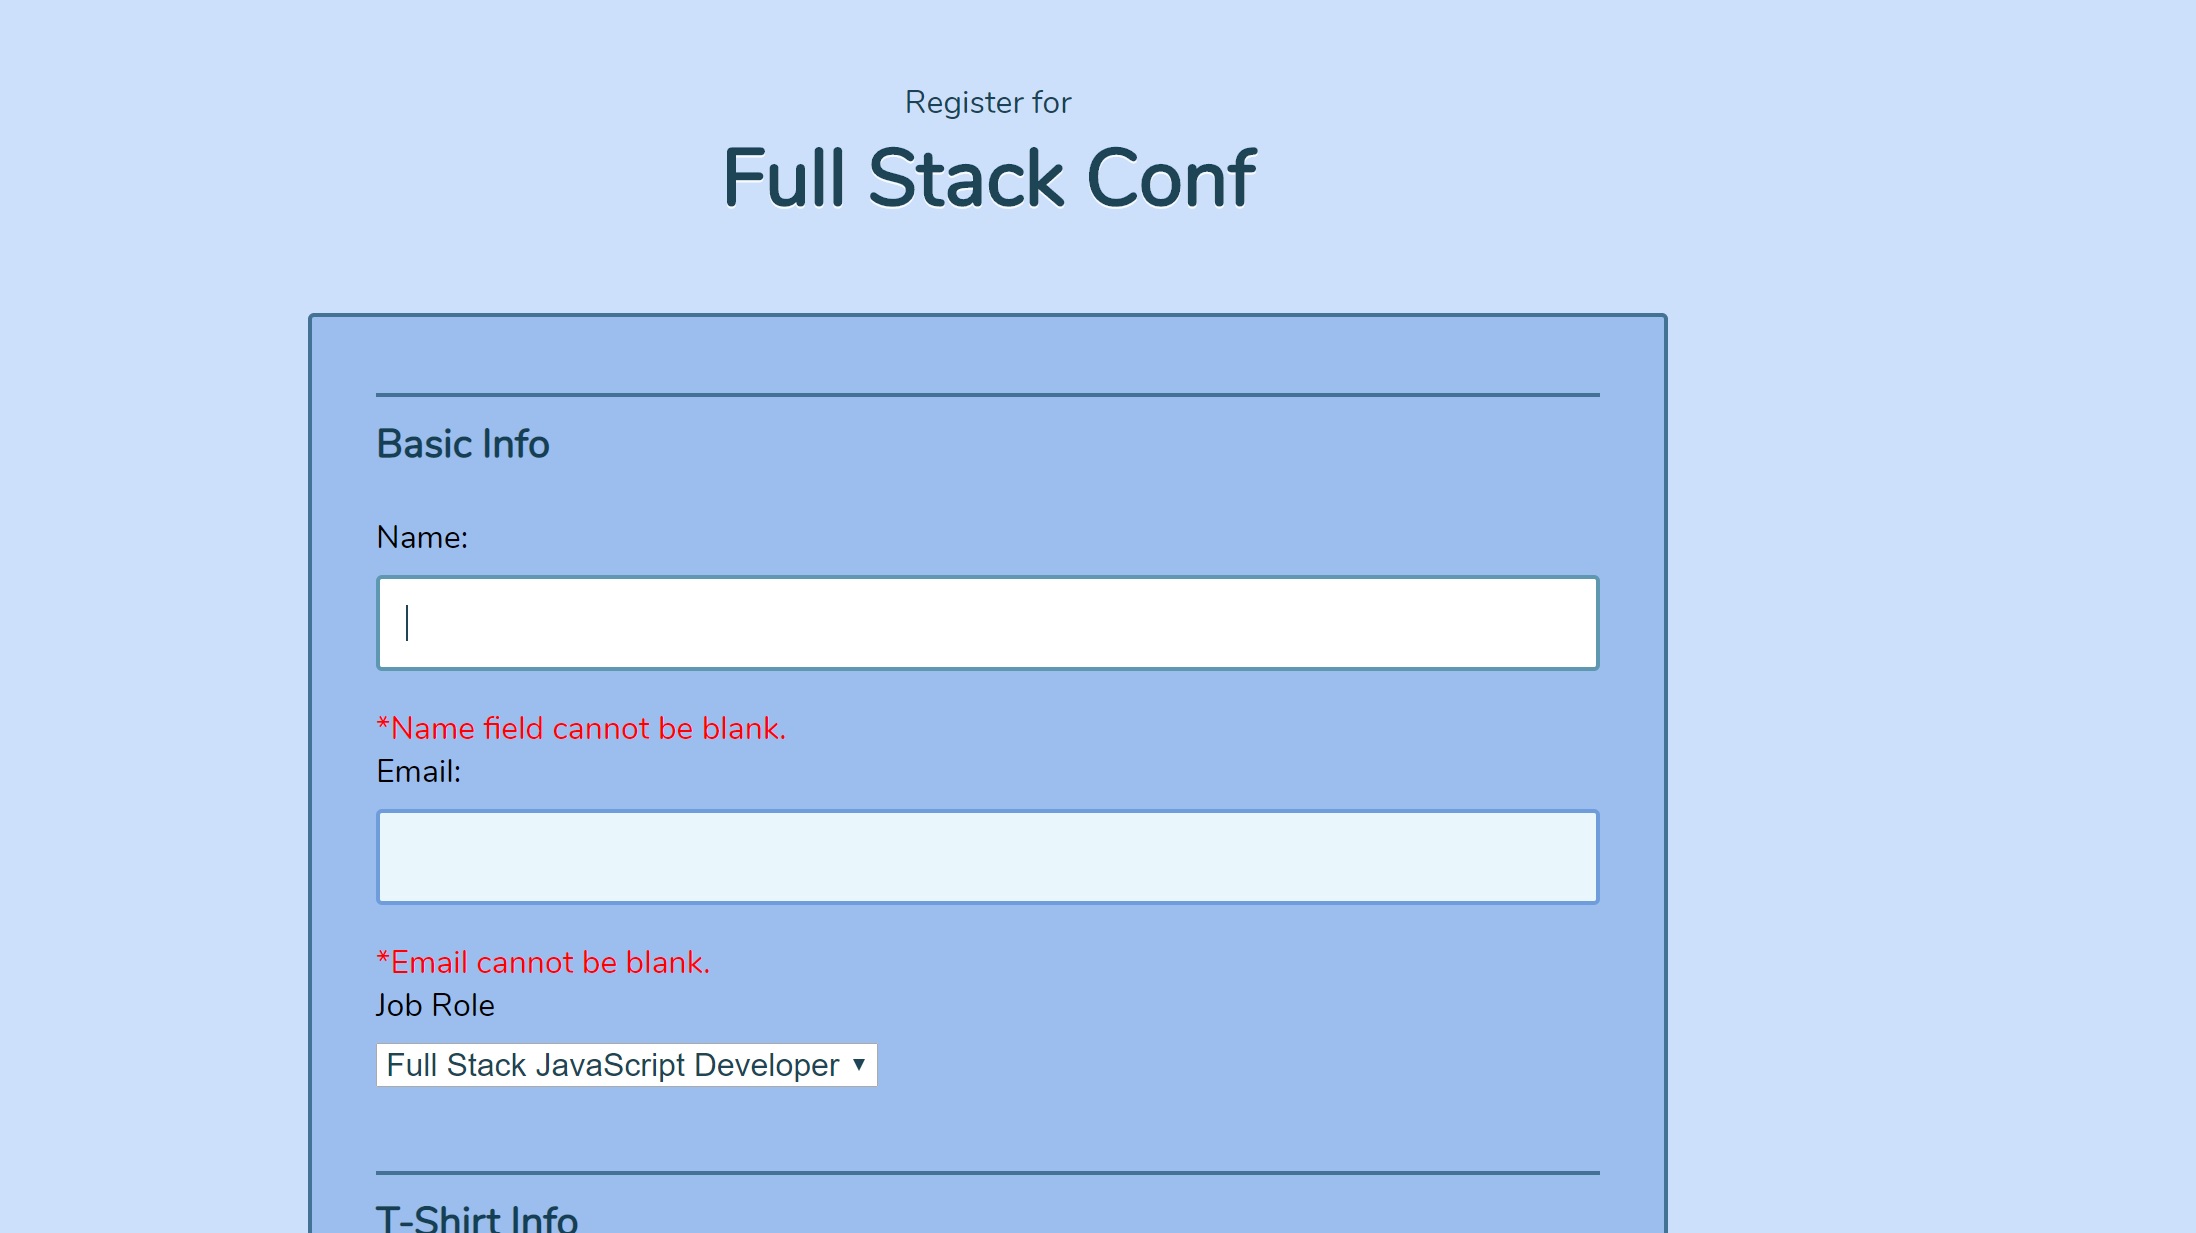 Register for
Full Stack Conf
Basic Info
Name:
*Name field cannot be blank.
Email:
*Email cannot be blank.
Job Role
Full Stack JavaScript Developer
T-Shirt Info